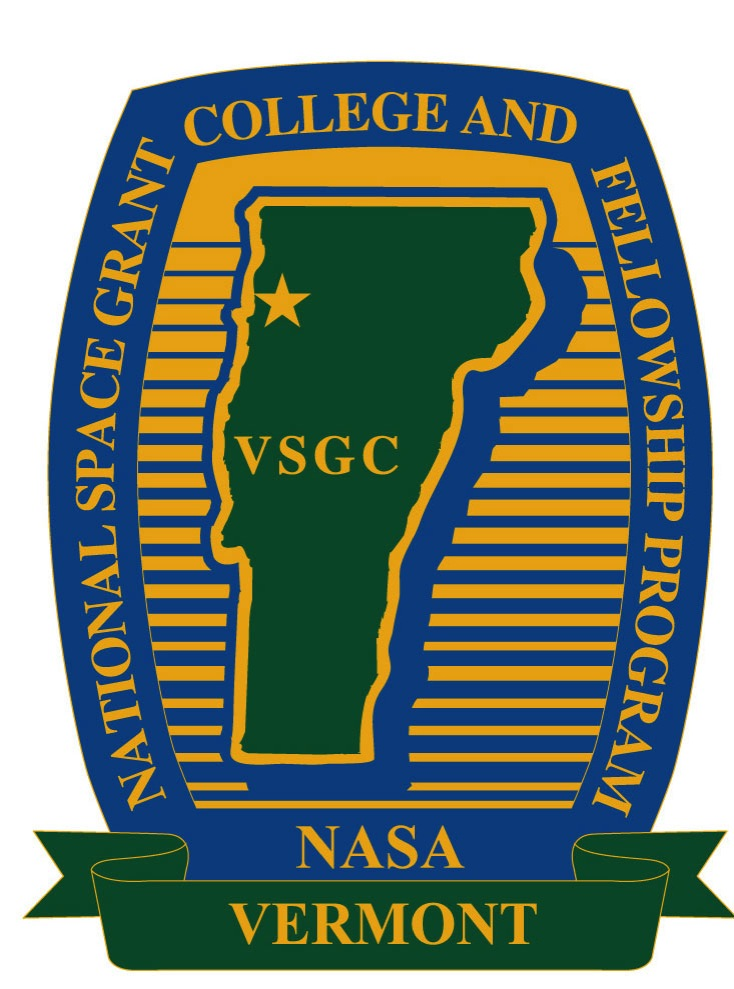 NATIONAL SPACE GRANT
COLLEGE AND
FELLOWSHIP PROGRAM
VSGC
NASA
VERMONT